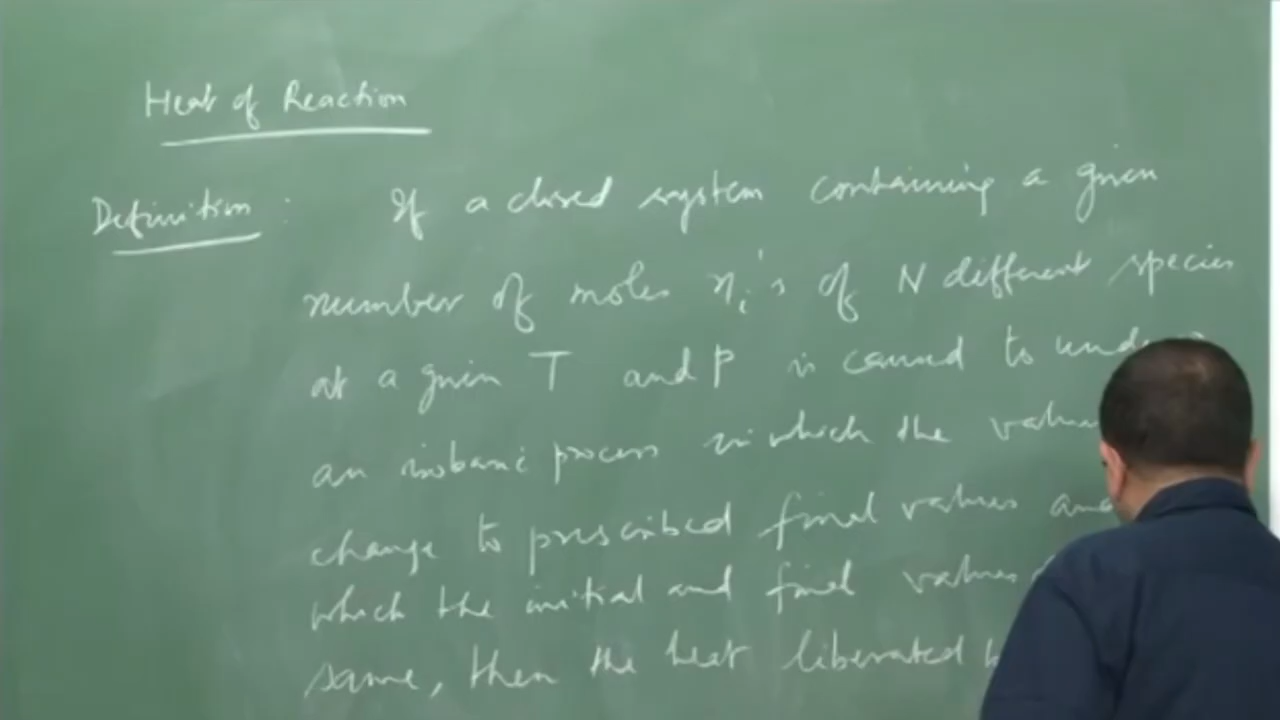 Heat of Reaction
Definition : If a closed system containing a given
number of moles ni's of N different species
at a given T and P is caused to
an isobaric process in which the
change to prescribed final values and
which the initial and final values
same, then the heat liberated